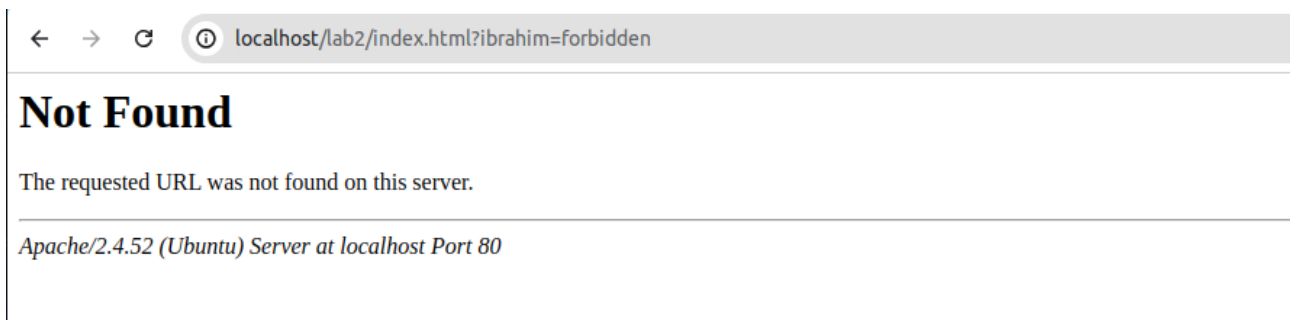 localhost/lab2/index.html?ibrahim=forbidden
Not Found
The requested URL was not found on this server.
Apache/2.4.52 (Ubuntu) Server at localhost Port 80